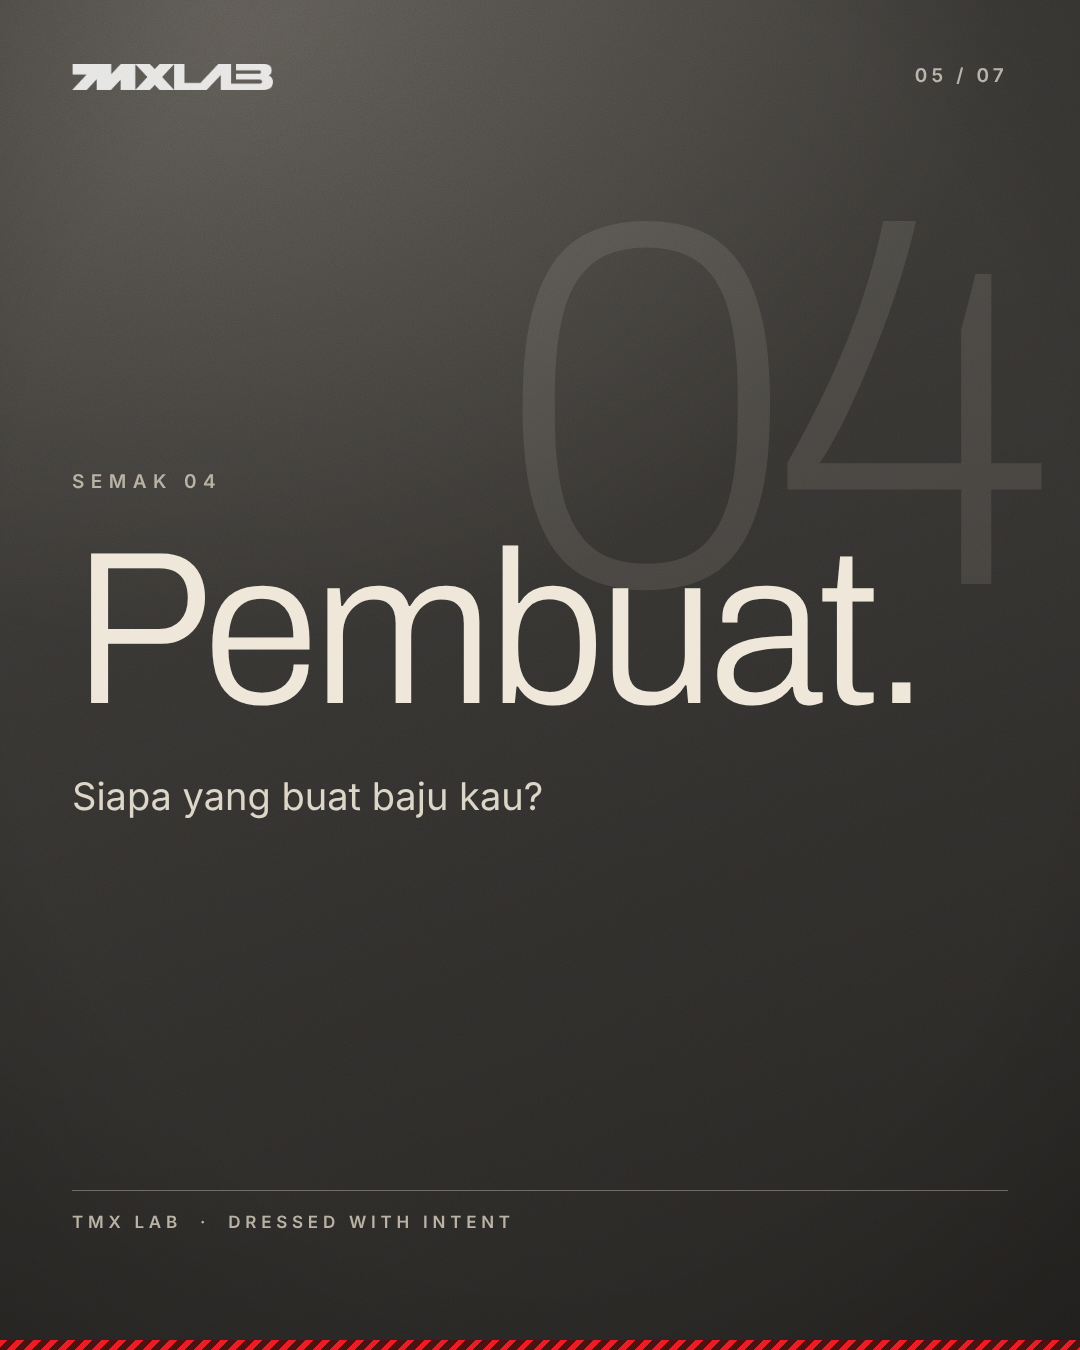 TMXLAB
05 / 07
04
SEMAK 04
Pembuat.
Siapa yang buat baju kau?
TMX LAB · DRESSED WITH INTENT